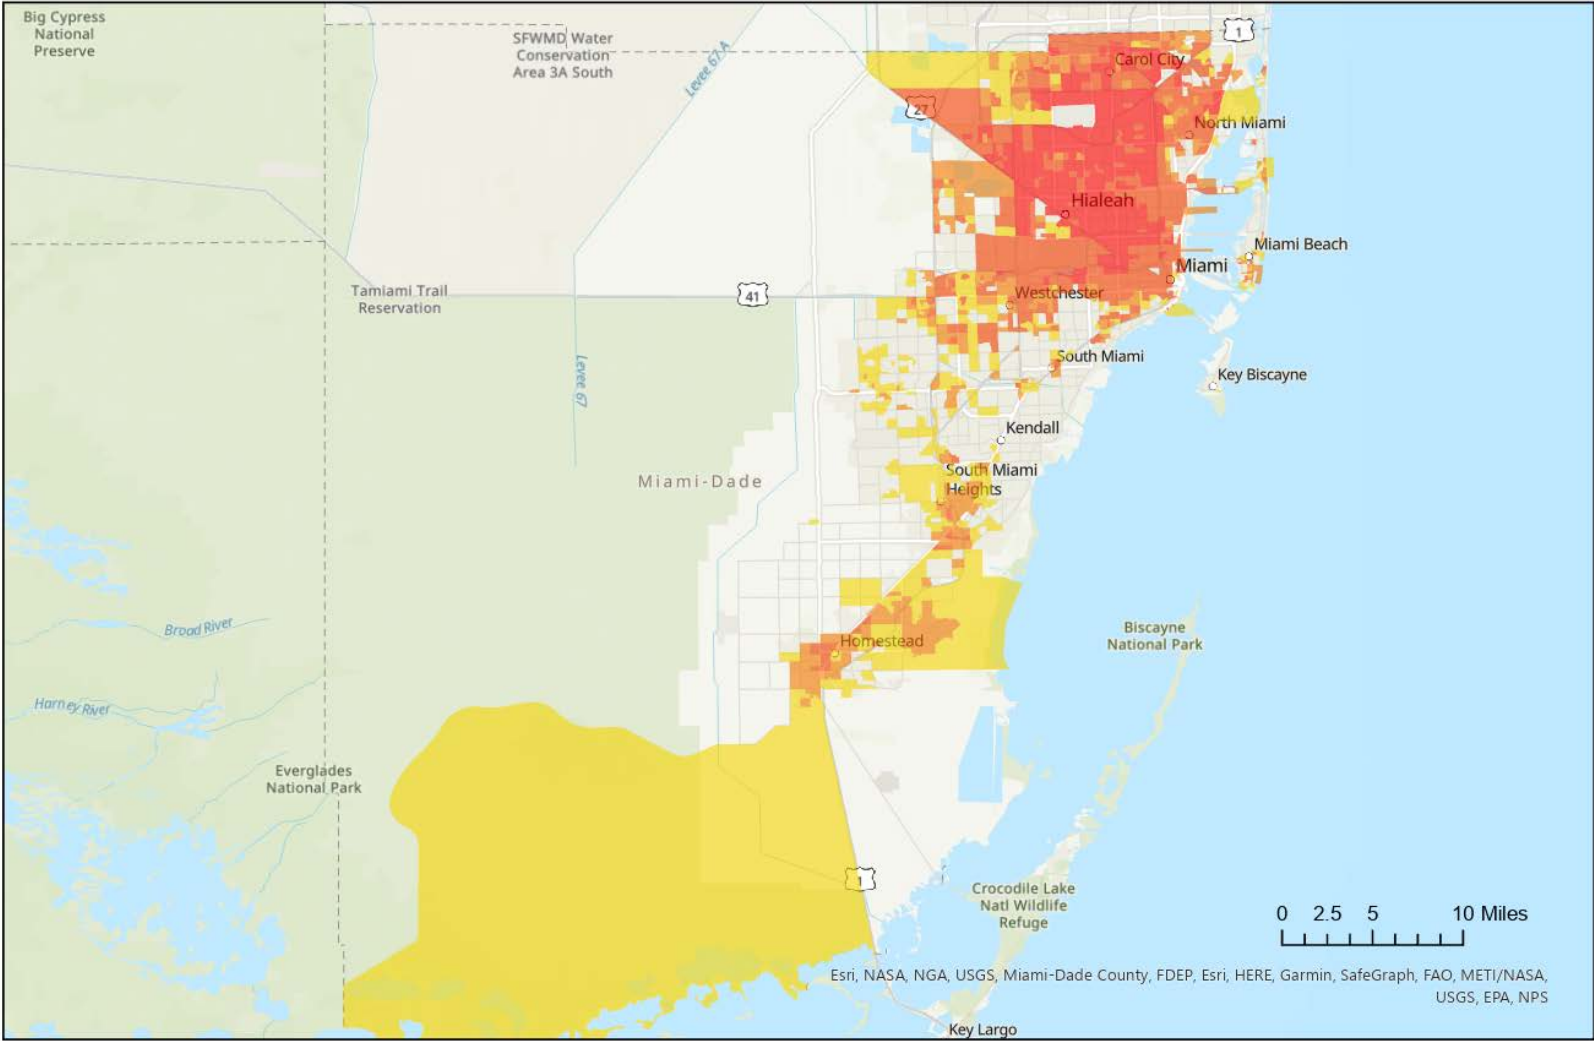 Big Cypress
National
Preserve
SFWMD Water
Conservation
Area 3A South
Levee 67 A
1
Carol City
27
North Miami
Hialeah
Miami Beach
Miami
Tamiami Trail
Reservation
41
Westchester
Levee 67
South Miami
Key Biscayne
Kendall
Miami-Dade
South Miami
Heights
Broad River
Homestead
Biscayne
National Park
Harney River
Everglades
National Park
1
Crocodile Lake
Natl Wildlife
Refuge
0 2.5 5 10 Miles
Esri, NASA, NGA, USGS, Miami-Dade County, FDEP, Esri, HERE, Garmin, SafeGraph, FAO, METI/NASA,
USGS, EPA, NPS
Key Largo